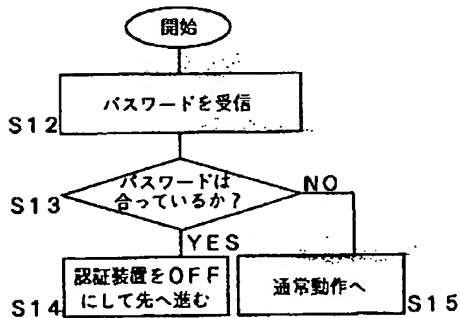 開始
パスワードを受信
S12
パスワードは
合っているか?
NO
S13
YES
認証装置をOFF
にして先へ進む
S14
通常動作へ
S15